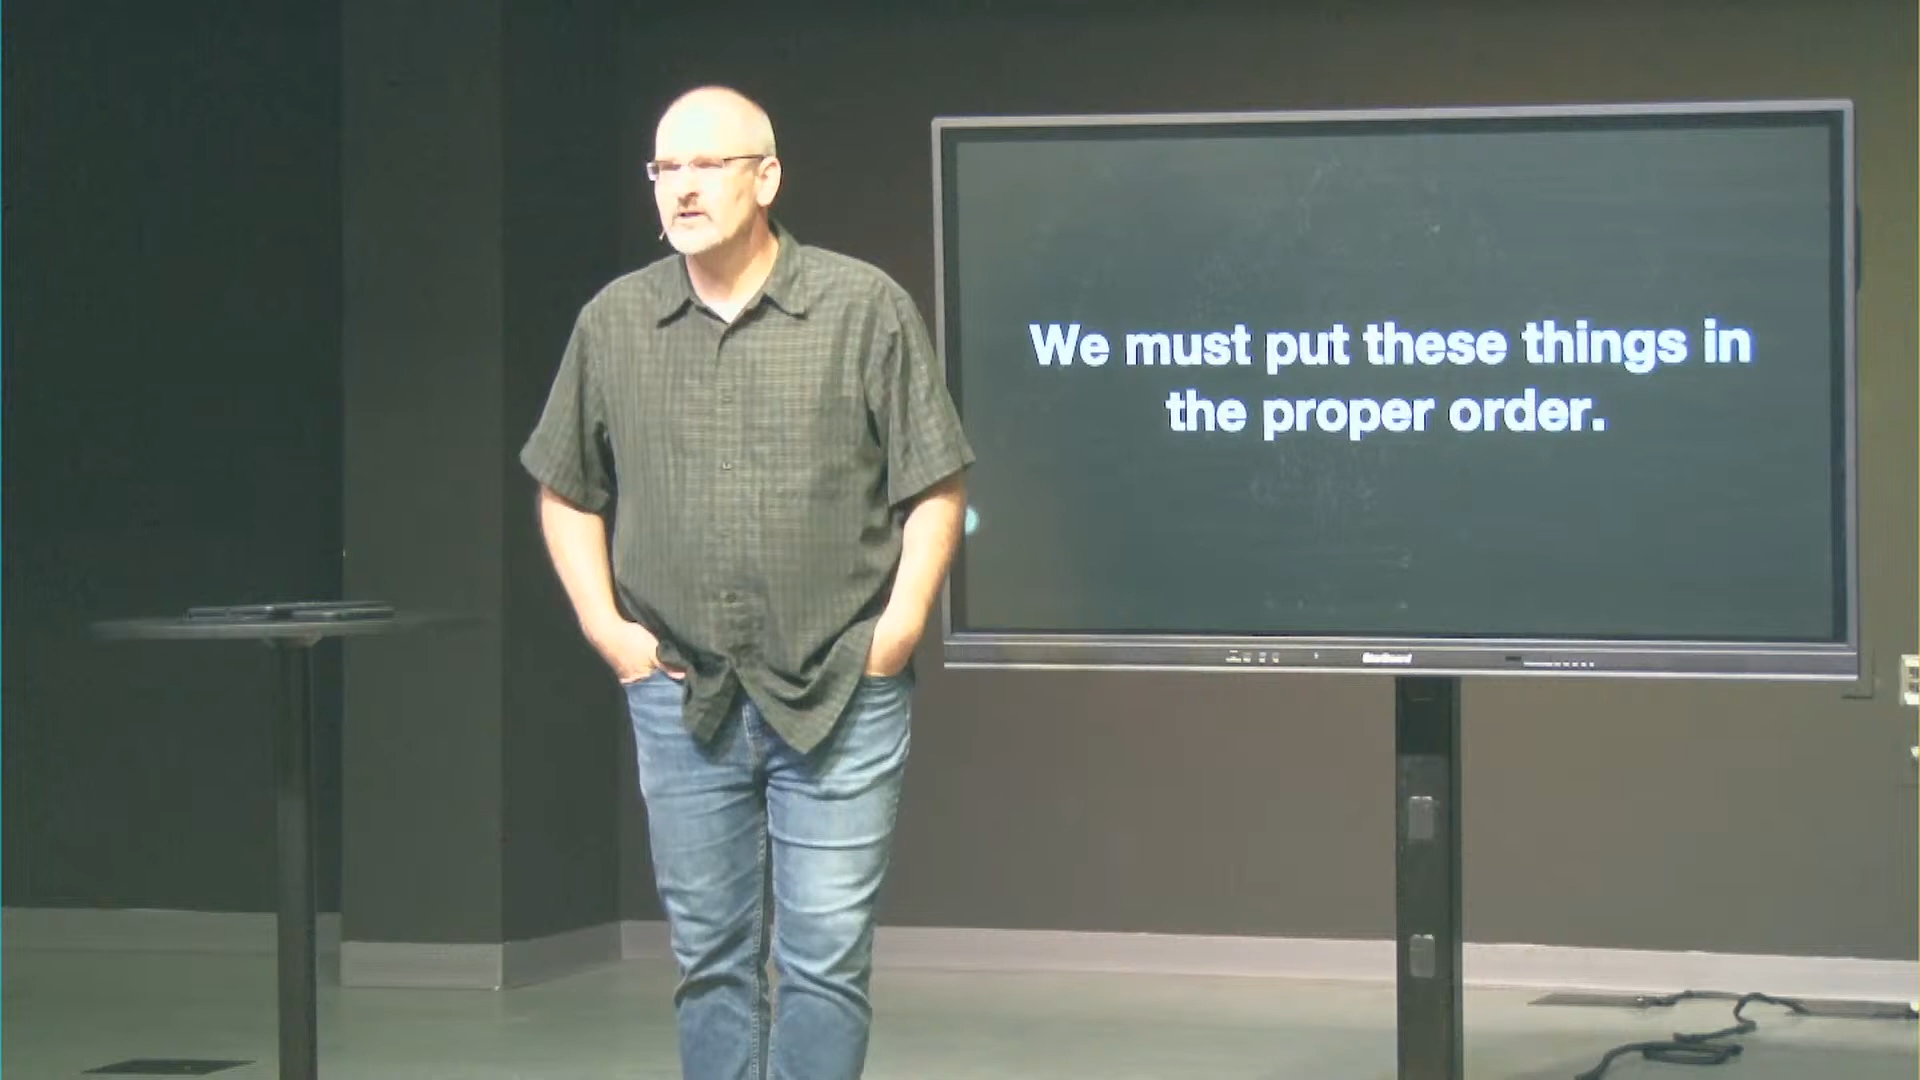 We must put these things in
the proper order.